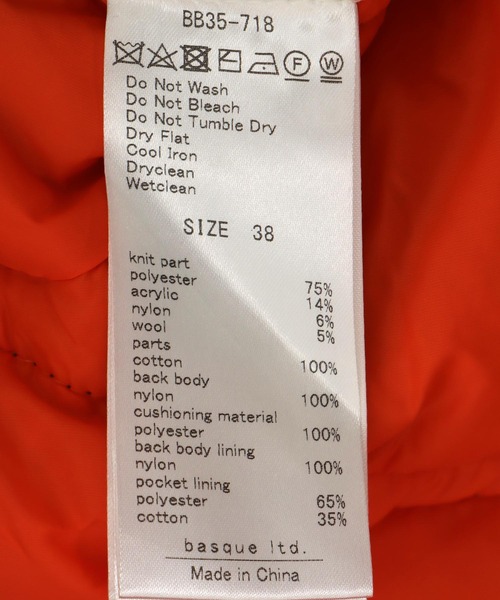 BB35-718
F W
Do Not Wash
Do Not Bleach
Do Not Tumble Dry
Dry Flat
Cool Iron
Dryclean
Wetclean
SIZE 38
knit part
polyester 75%
acrylic 14%
nylon 6%
wool 5%
parts
cotton 100%
back body
nylon 100%
cushioning material
polyester 100%
back body lining
nylon 100%
pocket lining
polyester 65%
cotton 35%
basque ltd.
Made in China